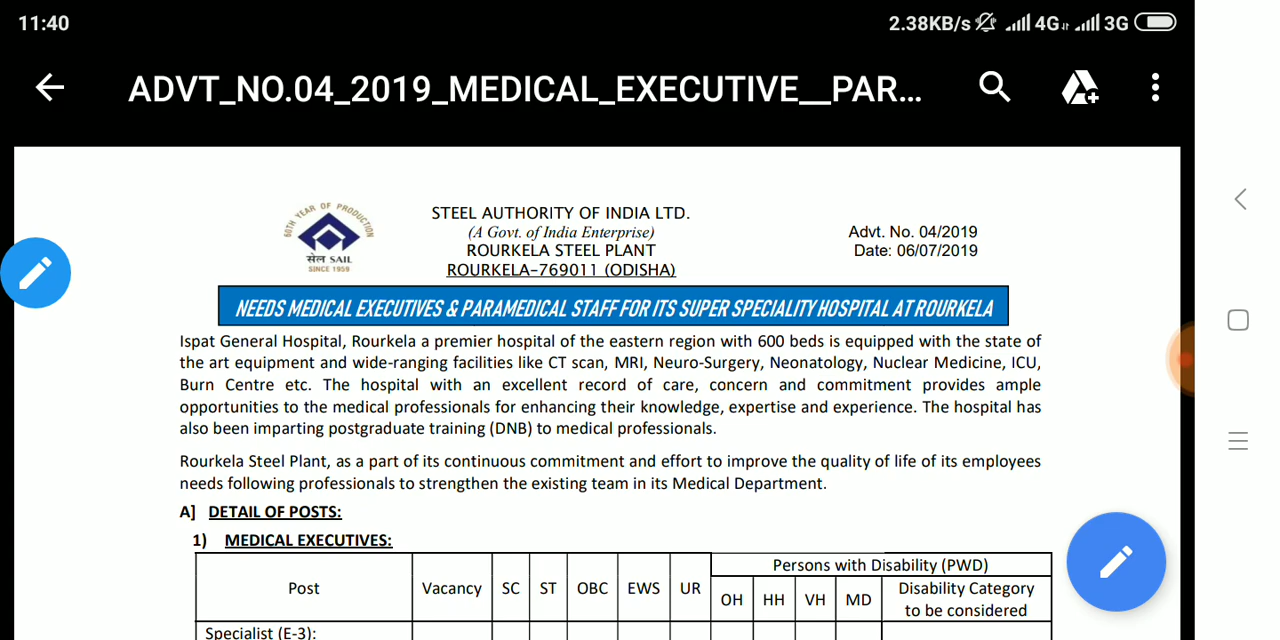 11:40
2.38KB/s 4G 3G
ADVT_NO.04_2019_MEDICAL_EXECUTIVE__PAR...
60TH YEAR OF PRODUCTION
सेल SAIL
SINCE 1959
STEEL AUTHORITY OF INDIA LTD.
(A Govt. of India Enterprise)
ROURKELA STEEL PLANT
ROURKELA–769011 (ODISHA)
Advt. No. 04/2019
Date: 06/07/2019
NEEDS MEDICAL EXECUTIVES & PARAMEDICAL STAFF FOR ITS SUPER SPECIALITY HOSPITAL AT ROURKELA
Ispat General Hospital, Rourkela a premier hospital of the eastern region with 600 beds is equipped with the state of
the art equipment and wide-ranging facilities like CT scan, MRI, Neuro-Surgery, Neonatology, Nuclear Medicine, ICU,
Burn Centre etc. The hospital with an excellent record of care, concern and commitment provides ample
opportunities to the medical professionals for enhancing their knowledge, expertise and experience. The hospital has
also been imparting postgraduate training (DNB) to medical professionals.
Rourkela Steel Plant, as a part of its continuous commitment and effort to improve the quality of life of its employees
needs following professionals to strengthen the existing team in its Medical Department.
A] DETAIL OF POSTS:
1) MEDICAL EXECUTIVES:
Post Vacancy SC ST OBC EWS UR
Persons with Disability (PWD)
OH HH VH MD
Disability Category
to be considered
Specialist (E-3):